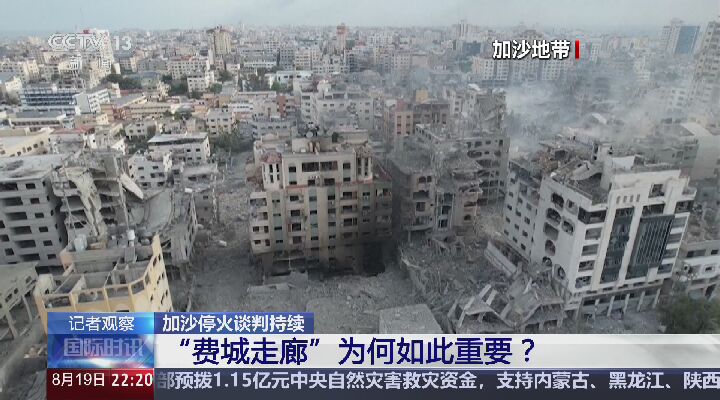 CCTV 13
新闻
加沙地带
记者观察
加沙停火谈判持续
国际时讯
“费城走廊”为何如此重要？
8月19日 22:20
部预拨1.15亿元中央自然灾害救灾资金，支持内蒙古、黑龙江、陕西